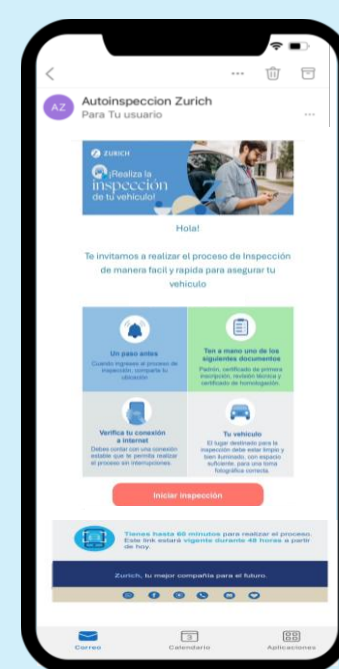 AZ
Autoinspeccion Zurich
Para Tu usuario
ZURICH
¡Realiza la
inspección
de tu vehículo!
Hola!
Te invitamos a realizar el proceso de Inspección
de manera facil y rapida para asegurar tu
vehiculo
Un paso antes
Cuando ingreses al proceso de
inspección, comparte tu
ubicación
Ten a mano uno de los
siguientes documentos
Padrón, certificado de primera
inscripción, revisión técnica y
certificado de homologación.
Verifica tu conexión
a internet
Debes contar con una conexión
estable que te permita realizar
el proceso sin interrupciones.
Tu vehículo
El lugar destinado para la
inspección debe estar limpio y
bien iluminado, con espacio
suficiente, para una toma
fotográfica correcta.
Iniciar inspección
Tienes hasta 60 minutos para realizar el proceso.
Este link estará vigente durante 48 horas a partir
de hoy.
Zurich, tu mejor compañía para el futuro.
Correo
Calendario
Aplicaciones